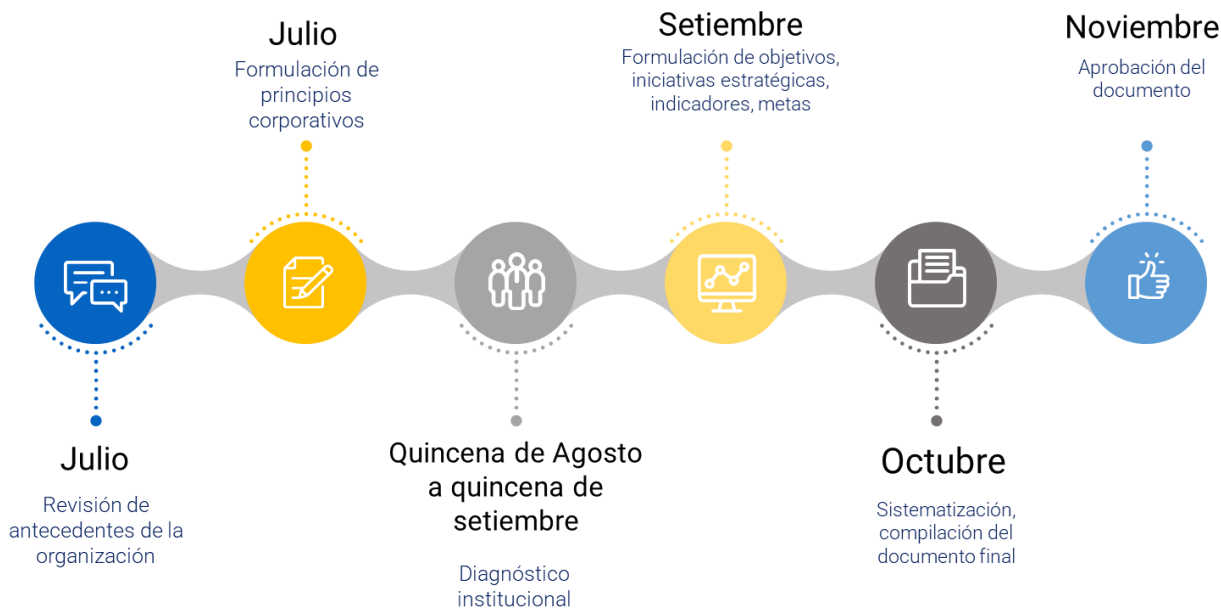 Julio
Formulación de
principios
corporativos
Setiembre
Formulación de objetivos,
iniciativas estratégicas,
indicadores, metas
Noviembre
Aprobación del
documento
Julio
Revisión de
antecedentes de la
organización
Quincena de Agosto
a quincena de
setiembre
Diagnóstico
institucional
Octubre
Sistematización,
compilación del
documento final